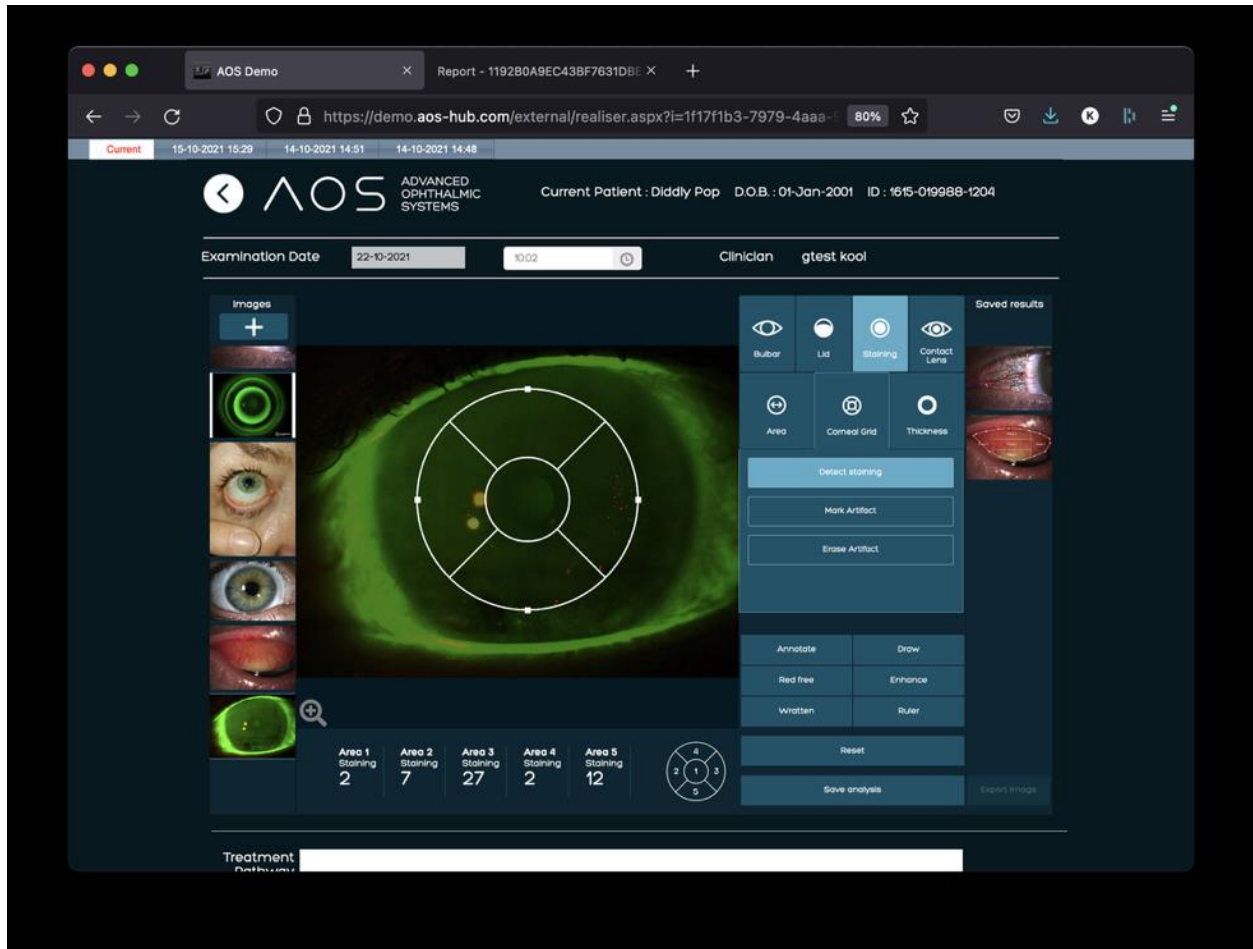 AOS Demo × Report - 1192B0A9EC43BF7631DBE × +
https://demo.aos-hub.com/external/realiser.aspx?i=1f17f1b3-7979-4aaa-9 80% K
Current 15-10-2021 15:29 14-10-2021 14:51 14-10-2021 14:48
AOS ADVANCED
OPHTHALMIC
SYSTEMS
Current Patient : Diddly Pop D.O.B. : 01-Jan-2001 ID : 1615-019988-1204
Examination Date 22-10-2021 10:02 Clinician gtest kool
Images
+
Bulbar Lid Staining Contact
Lens
Saved results
Area Corneal Grid Thickness
Detect staining
Mark Artifact
Erase Artifact
Annotate Draw
Red free Enhance
Wratten Ruler
Reset
Save analysis
Export Image
Area 1 Area 2 Area 3 Area 4 Area 5
Staining Staining Staining Staining Staining
2 7 27 2 12
4
2 1 3
5
Treatment
Pathway